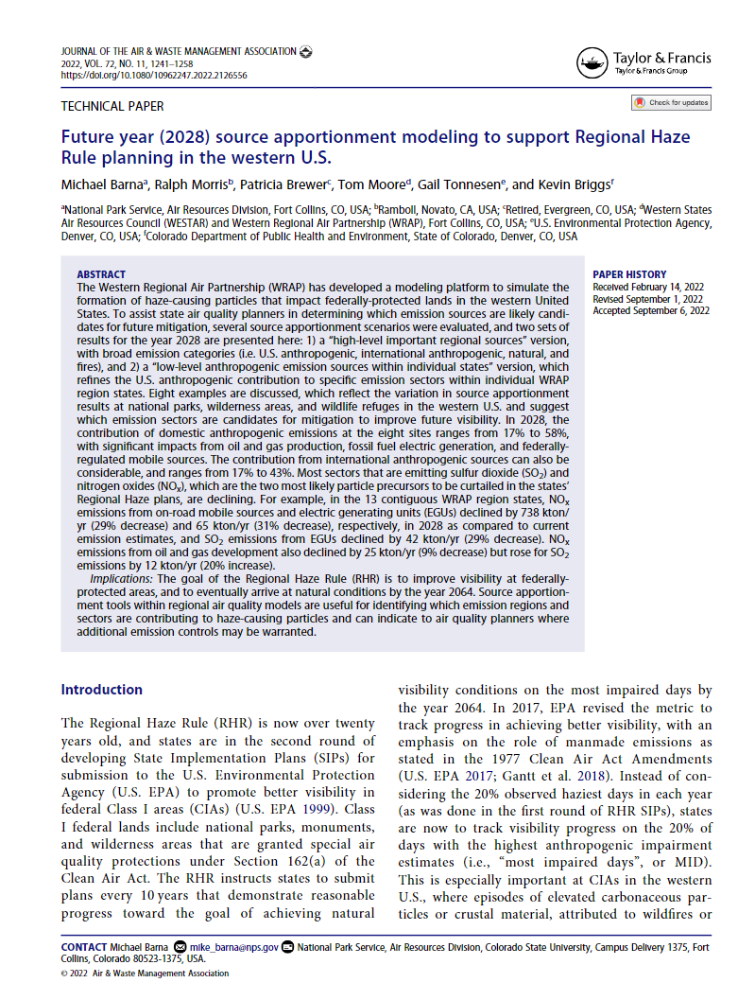 JOURNAL OF THE AIR & WASTE MANAGEMENT ASSOCIATION
2022, VOL. 72, NO. 11, 1241–1258
https://doi.org/10.1080/10962247.2022.2126556
Taylor & Francis
Taylor & Francis Group
TECHNICAL PAPER
Check for updates
Future year (2028) source apportionment modeling to support Regional Haze
Rule planning in the western U.S.
Michael Barnaᵃ, Ralph Morrisᵇ, Patricia Brewerᶜ, Tom Mooreᵈ, Gail Tonnesenᵉ, and Kevin Briggsᶠ
ᵃNational Park Service, Air Resources Division, Fort Collins, CO, USA; ᵇRamboll, Novato, CA, USA; ᶜRetired, Evergreen, CO, USA; ᵈWestern States
Air Resources Council (WESTAR) and Western Regional Air Partnership (WRAP), Fort Collins, CO, USA; ᵉU.S. Environmental Protection Agency,
Denver, CO, USA; ᶠColorado Department of Public Health and Environment, State of Colorado, Denver, CO, USA
ABSTRACT
The Western Regional Air Partnership (WRAP) has developed a modeling platform to simulate the
formation of haze-causing particles that impact federally-protected lands in the western United
States. To assist state air quality planners in determining which emission sources are likely candi-
dates for future mitigation, several source apportionment scenarios were evaluated, and two sets of
results for the year 2028 are presented here: 1) a “high-level important regional sources” version,
with broad emission categories (i.e. U.S. anthropogenic, international anthropogenic, natural, and
fires), and 2) a “low-level anthropogenic emission sources within individual states” version, which
refines the U.S. anthropogenic contribution to specific emission sectors within individual WRAP
region states. Eight examples are discussed, which reflect the variation in source apportionment
results at national parks, wilderness areas, and wildlife refuges in the western U.S. and suggest
which emission sectors are candidates for mitigation to improve future visibility. In 2028, the
contribution of domestic anthropogenic emissions at the eight sites ranges from 17% to 58%,
with significant impacts from oil and gas production, fossil fuel electric generation, and federally-
regulated mobile sources. The contribution from international anthropogenic sources can also be
considerable, and ranges from 17% to 43%. Most sectors that are emitting sulfur dioxide (SO₂) and
nitrogen oxides (NOₓ), which are the two most likely particle precursors to be curtailed in the states’
Regional Haze plans, are declining. For example, in the 13 contiguous WRAP region states, NOₓ
emissions from on-road mobile sources and electric generating units (EGUs) declined by 738 kton/
yr (29% decrease) and 65 kton/yr (31% decrease), respectively, in 2028 as compared to current
emission estimates, and SO₂ emissions from EGUs declined by 42 kton/yr (29% decrease). NOₓ
emissions from oil and gas development also declined by 25 kton/yr (9% decrease) but rose for SO₂
emissions by 12 kton/yr (20% increase).
Implications: The goal of the Regional Haze Rule (RHR) is to improve visibility at federally-
protected areas, and to eventually arrive at natural conditions by the year 2064. Source apportion-
ment tools within regional air quality models are useful for identifying which emission regions and
sectors are contributing to haze-causing particles and can indicate to air quality planners where
additional emission controls may be warranted.
PAPER HISTORY
Received February 14, 2022
Revised September 1, 2022
Accepted September 6, 2022
Introduction
The Regional Haze Rule (RHR) is now over twenty
years old, and states are in the second round of
developing State Implementation Plans (SIPs) for
submission to the U.S. Environmental Protection
Agency (U.S. EPA) to promote better visibility in
federal Class I areas (CIAs) (U.S. EPA 1999). Class
I federal lands include national parks, monuments,
and wilderness areas that are granted special air
quality protections under Section 162(a) of the
Clean Air Act. The RHR instructs states to submit
plans every 10 years that demonstrate reasonable
progress toward the goal of achieving natural
visibility conditions on the most impaired days by
the year 2064. In 2017, EPA revised the metric to
track progress in achieving better visibility, with an
emphasis on the role of manmade emissions as
stated in the 1977 Clean Air Act Amendments
(U.S. EPA 2017; Gantt et al. 2018). Instead of con-
sidering the 20% observed haziest days in each year
(as was done in the first round of RHR SIPs), states
are now to track visibility progress on the 20% of
days with the highest anthropogenic impairment
estimates (i.e., “most impaired days”, or MID).
This is especially important at CIAs in the western
U.S., where episodes of elevated carbonaceous par-
ticles or crustal material, attributed to wildfires or
CONTACT Michael Barna mike_barna@nps.gov National Park Service, Air Resources Division, Colorado State University, Campus Delivery 1375, Fort
Collins, Colorado 80523-1375, USA.
© 2022 Air & Waste Management Association